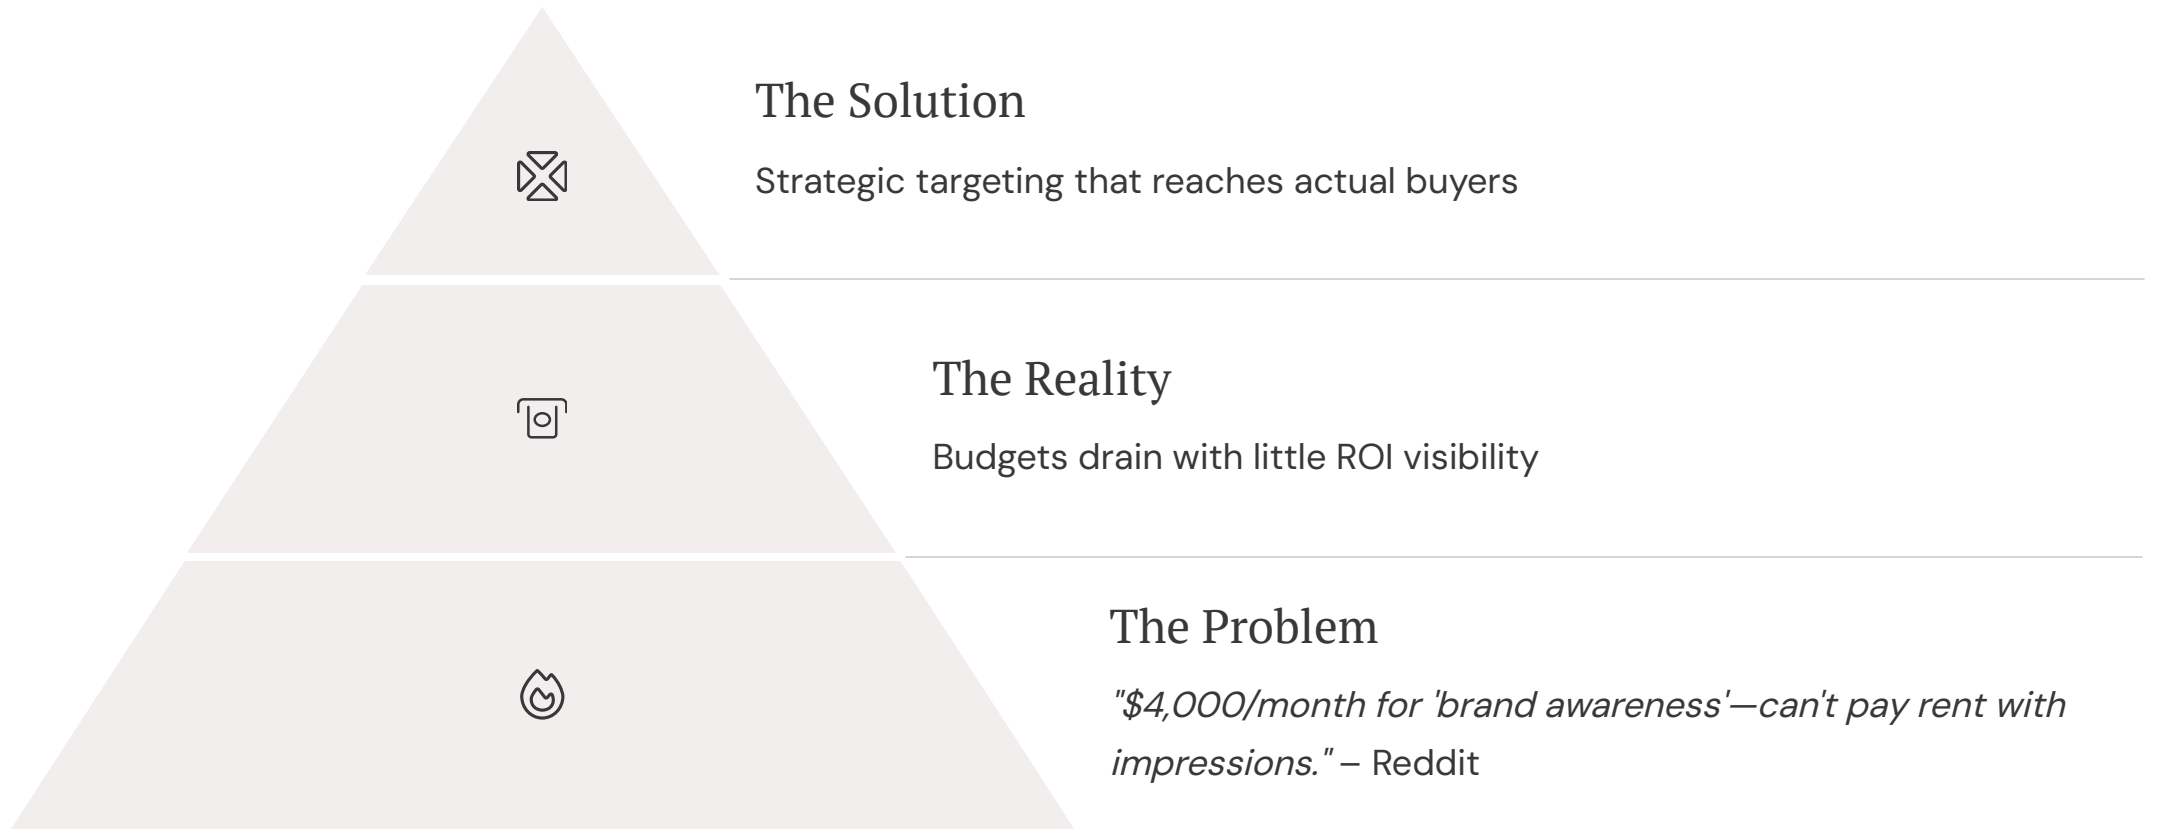 The Solution
Strategic targeting that reaches actual buyers
The Reality
Budgets drain with little ROI visibility
The Problem
"$4,000/month for 'brand awareness'—can't pay rent with
impressions." – Reddit